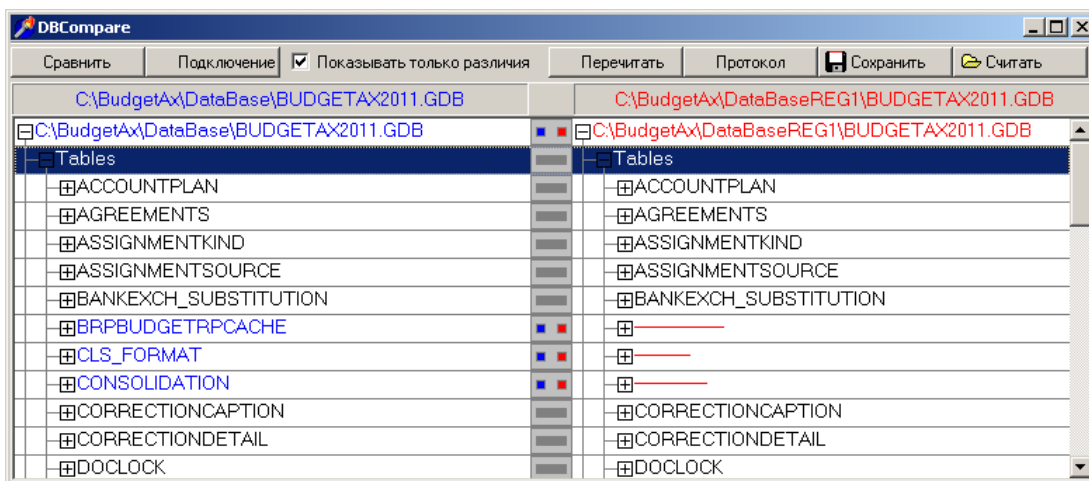 DBCompare
Сравнить Подключение Показывать только различия Перечитать Протокол Сохранить Считать
C:\BudgetAx\DataBase\BUDGETAX2011.GDB C:\BudgetAx\DataBaseREG1\BUDGETAX2011.GDB
C:\BudgetAx\DataBase\BUDGETAX2011.GDB C:\BudgetAx\DataBaseREG1\BUDGETAX2011.GDB
Tables Tables
ACCOUNTPLAN ACCOUNTPLAN
AGREEMENTS AGREEMENTS
ASSIGNMENTKIND ASSIGNMENTKIND
ASSIGNMENTSOURCE ASSIGNMENTSOURCE
BANKEXCH_SUBSTITUTION BANKEXCH_SUBSTITUTION
BRPBUDGETRPCACHE
CLS_FORMAT
CONSOLIDATION
CORRECTIONCAPTION CORRECTIONCAPTION
CORRECTIONDETAIL CORRECTIONDETAIL
DOCLOCK DOCLOCK